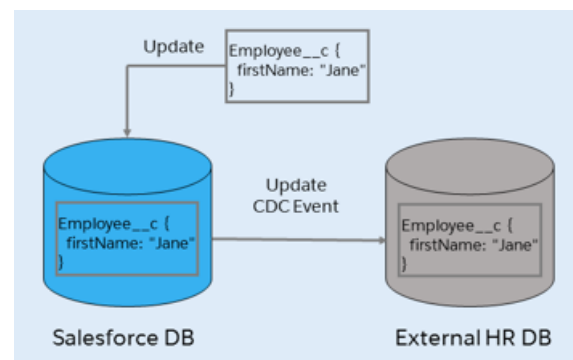 Update
Employee__c {
firstName: "Jane"
}
Update
CDC Event
Employee__c {
firstName: "Jane"
}
Employee__c {
firstName: "Jane"
}
Salesforce DB
External HR DB